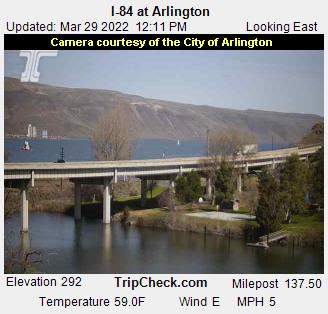 I-84 at Arlington
Updated: Mar 29 2022 12:11 PM Looking East
Camera courtesy of the City of Arlington
Elevation 292 TripCheck.com Milepost 137.50
Temperature 59.0F Wind E MPH 5